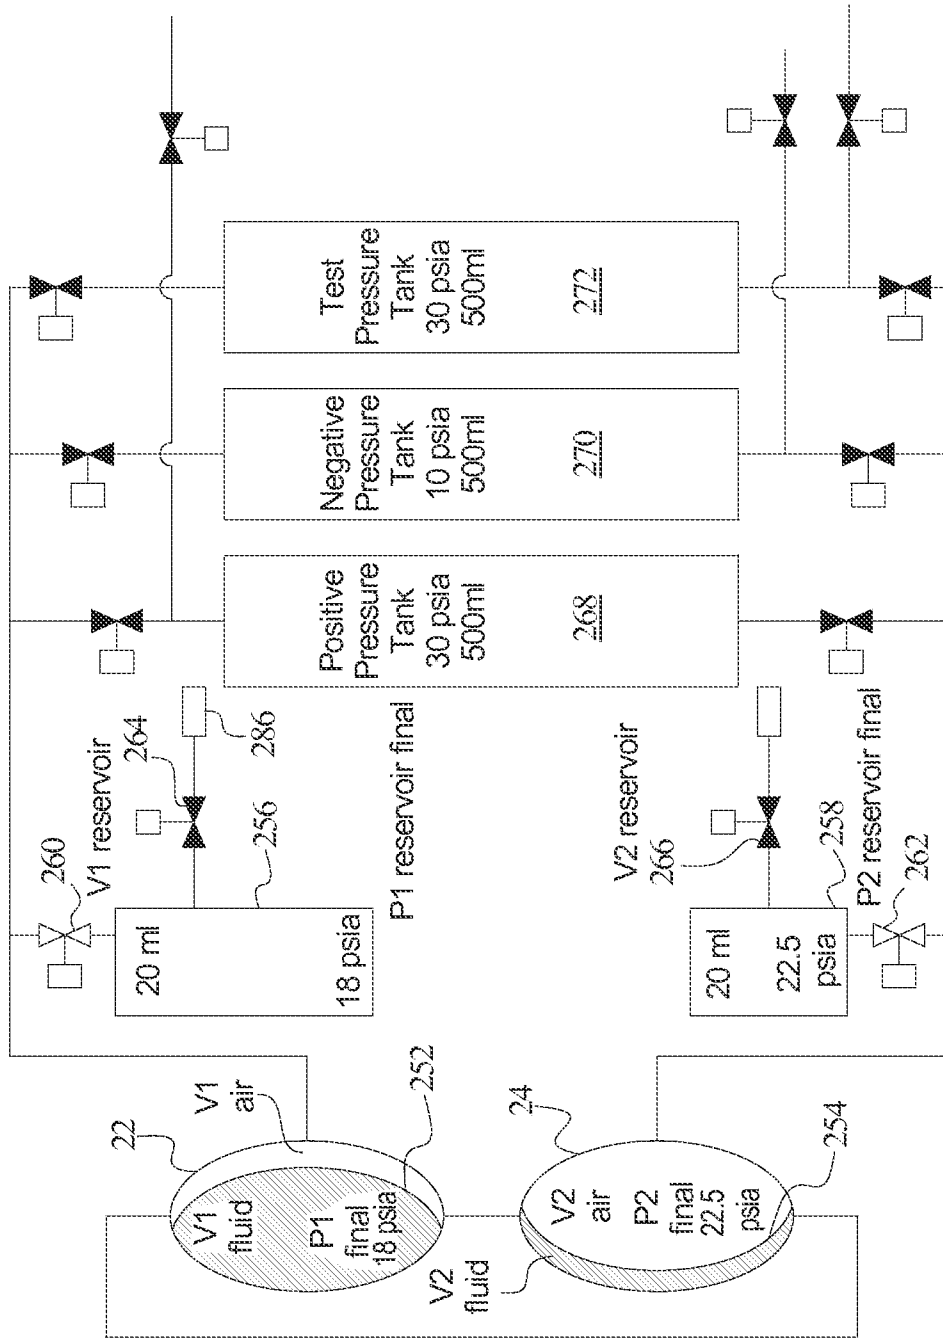 22
V1
air
V1
fluid
P1
final
18 psia
252
V2
fluid
V2
air
P2
final
22.5
psia
24
254
260
V1 reservoir
264
20 ml
18 psia
256
286
P1 reservoir final
V2 reservoir
266
20 ml
22.5
psia
258
P2 reservoir final
262
Positive
Pressure
Tank
30 psia
500ml
268
Negative
Pressure
Tank
10 psia
500ml
270
Test
Pressure
Tank
30 psia
500ml
272